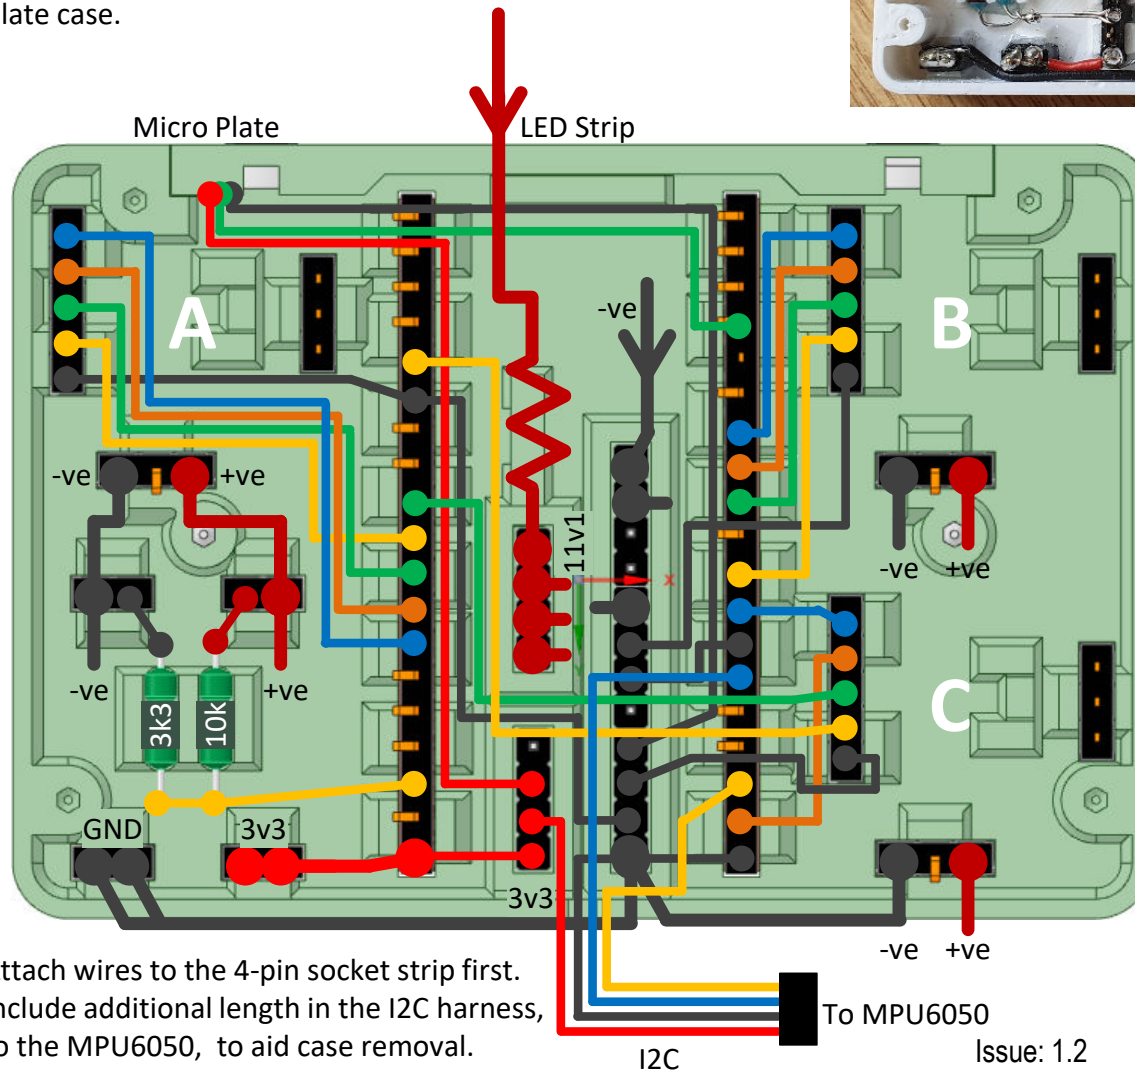 late case.
Micro Plate
LED Strip
A
-ve
B
-ve
+ve
11v1
x
-ve
+ve
-ve
+ve
3k3
10k
C
GND
3v3
3v3
-ve
+ve
ttach wires to the 4-pin socket strip first.
nclude additional length in the I2C harness,
o the MPU6050, to aid case removal.
To MPU6050
I2C
Issue: 1.2